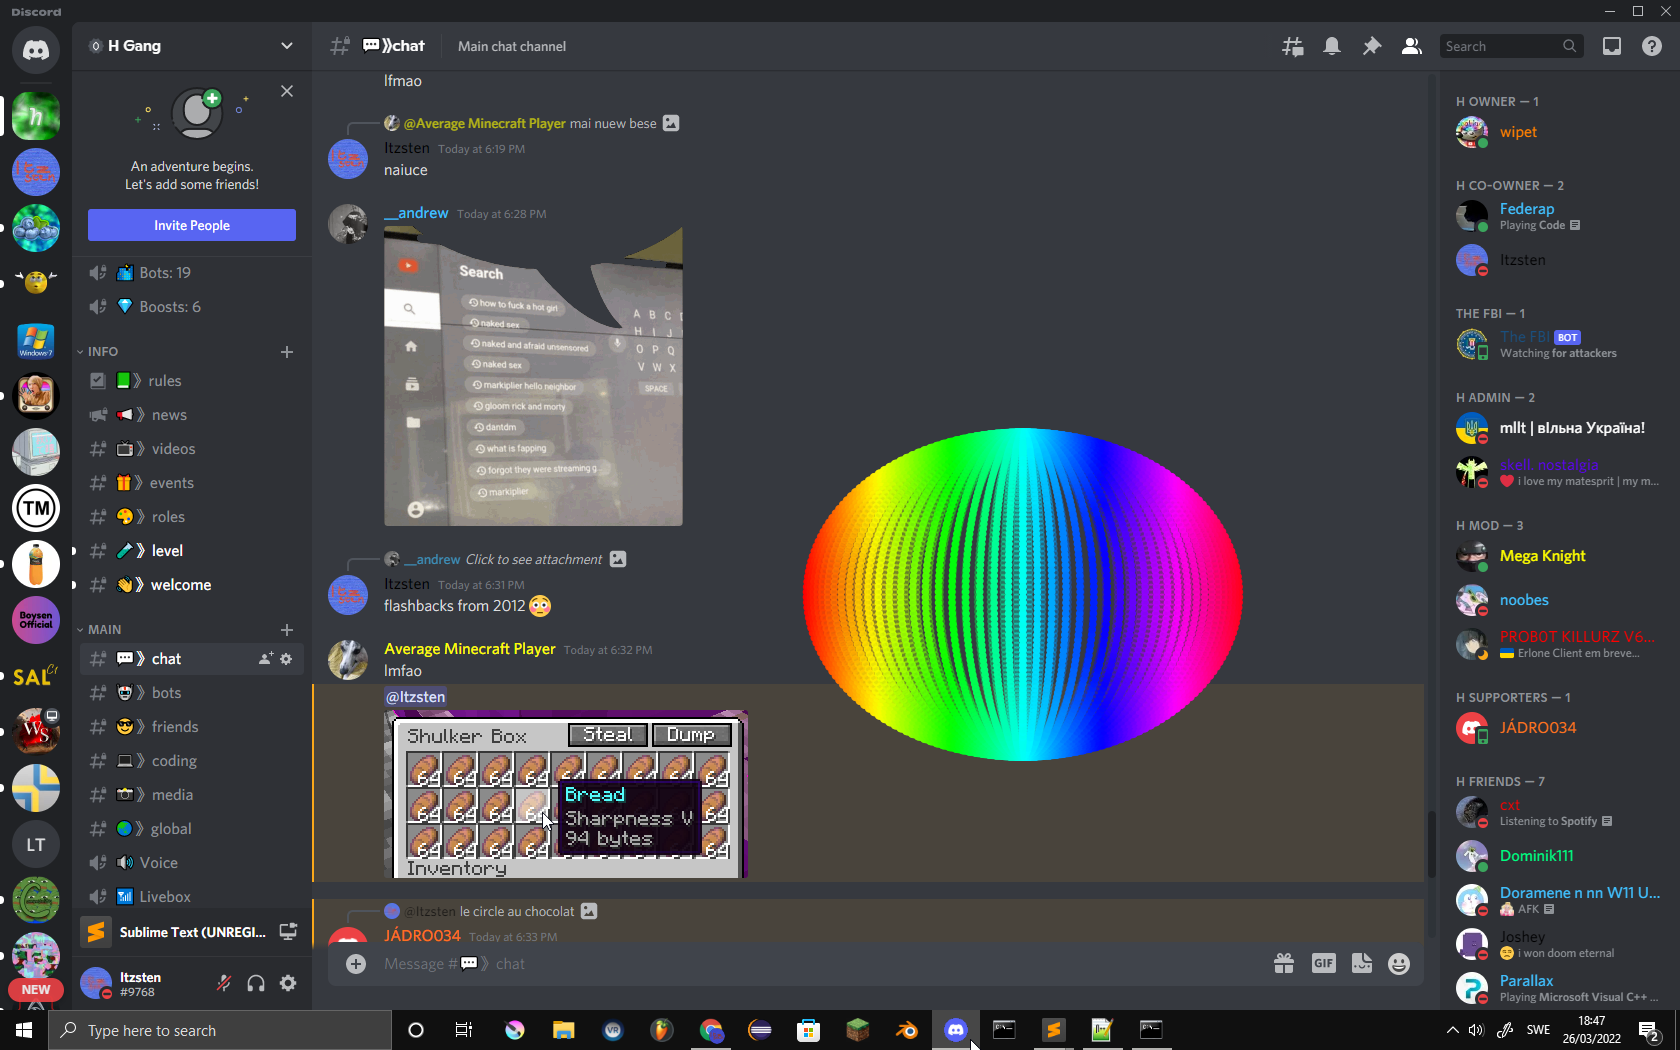 Discord
H Gang
💬》chat
Main chat channel
Search
An adventure begins.
Let's add some friends!
Invite People
Bots: 19
Boosts: 6
INFO
rules
news
videos
events
roles
level
welcome
MAIN
chat
bots
friends
coding
media
global
Voice
Livebox
Sublime Text (UNREGI...
Itzsten
#9768
Windows 7
TM
Boysen
Official
SAL Ct
WS
LT
NEW
lfmao
@Average Minecraft Player mai nuew bese
Itzsten Today at 6:19 PM
naiuce
__andrew Today at 6:28 PM
Search
how to fuck a hot girl
naked sex
naked and afraid unsensored
naked sex
markiplier hello neighbor
gloom rick and morty
dantdm
what is fapping
forgot they were streaming g...
markiplier
A B C
H I J
O P Q
V W X
SPACE
__andrew Click to see attachment
Itzsten Today at 6:31 PM
flashbacks from 2012 😳
Average Minecraft Player Today at 6:32 PM
lmfao
@Itzsten
Shulker Box
Steal
Dump
64 64 64 64 64 64 64 64 64
64 64 64 64
Bread
Sharpness V
94 bytes
64
64 64 64 64
64
Inventory
@Itzsten le circle au chocolat
JÁDRO034 Today at 6:33 PM
Message #💬》chat
GIF
H OWNER — 1
wipet
H CO-OWNER — 2
Federap
Playing Code
Itzsten
THE FBI — 1
The FBI BOT
Watching for attackers
H ADMIN — 2
mllt | вільна Україна!
skell. nostalgia
i love my matesprit | my m...
H MOD — 3
Mega Knight
noobes
PROB0T KILLURZ V6...
Erlone Client em breve...
H SUPPORTERS — 1
JÁDRO034
H FRIENDS — 7
cxt
Listening to Spotify
Dominik111
Doramene n nn W11 U...
AFK
Joshey
i won doom eternal
Parallax
Playing Microsoft Visual C++ ...
Type here to search
VR
SWE
18:47
26/03/2022
2